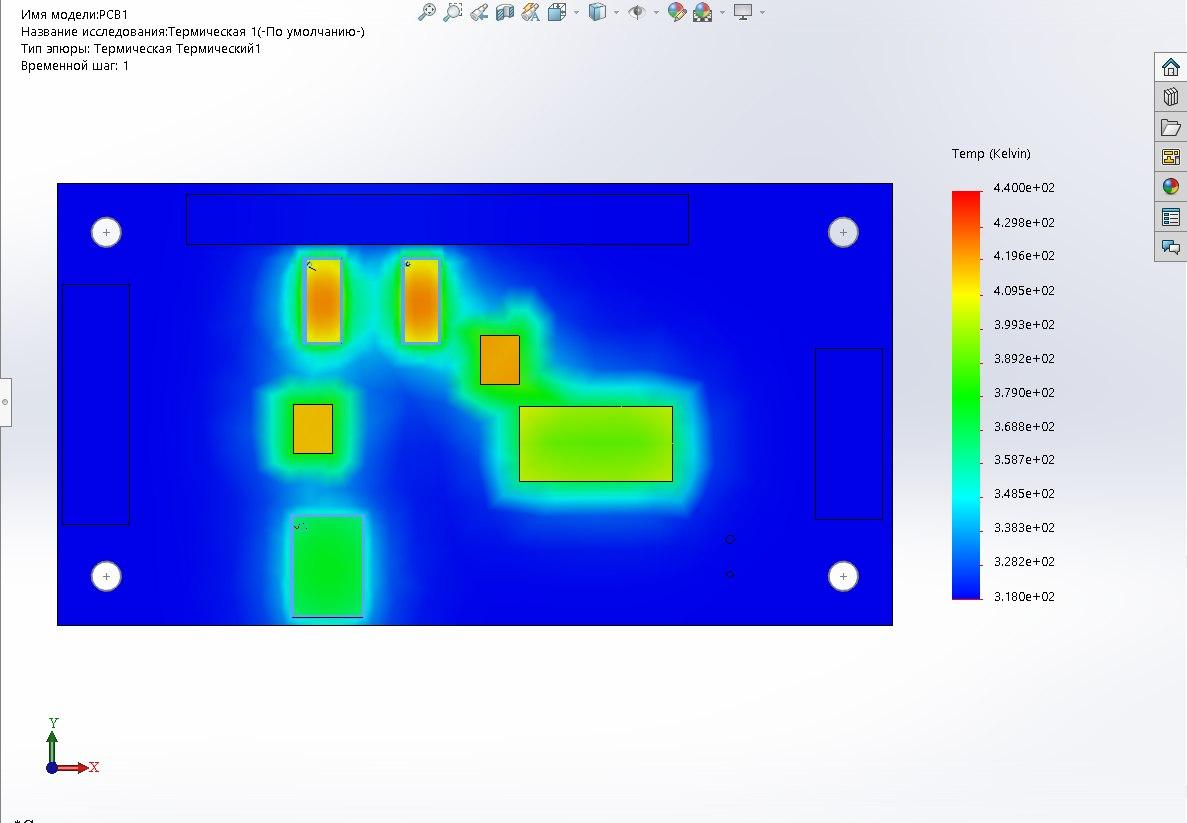 Имя модели:PCB1
Название исследования:Термическая 1(-По умолчанию-)
Тип эпюры: Термическая Термический1
Временной шаг: 1
Temp (Kelvin)
4.400e+02
4.298e+02
4.196e+02
4.095e+02
3.993e+02
3.892e+02
3.790e+02
3.688e+02
3.587e+02
3.485e+02
3.383e+02
3.282e+02
3.180e+02
Y
X